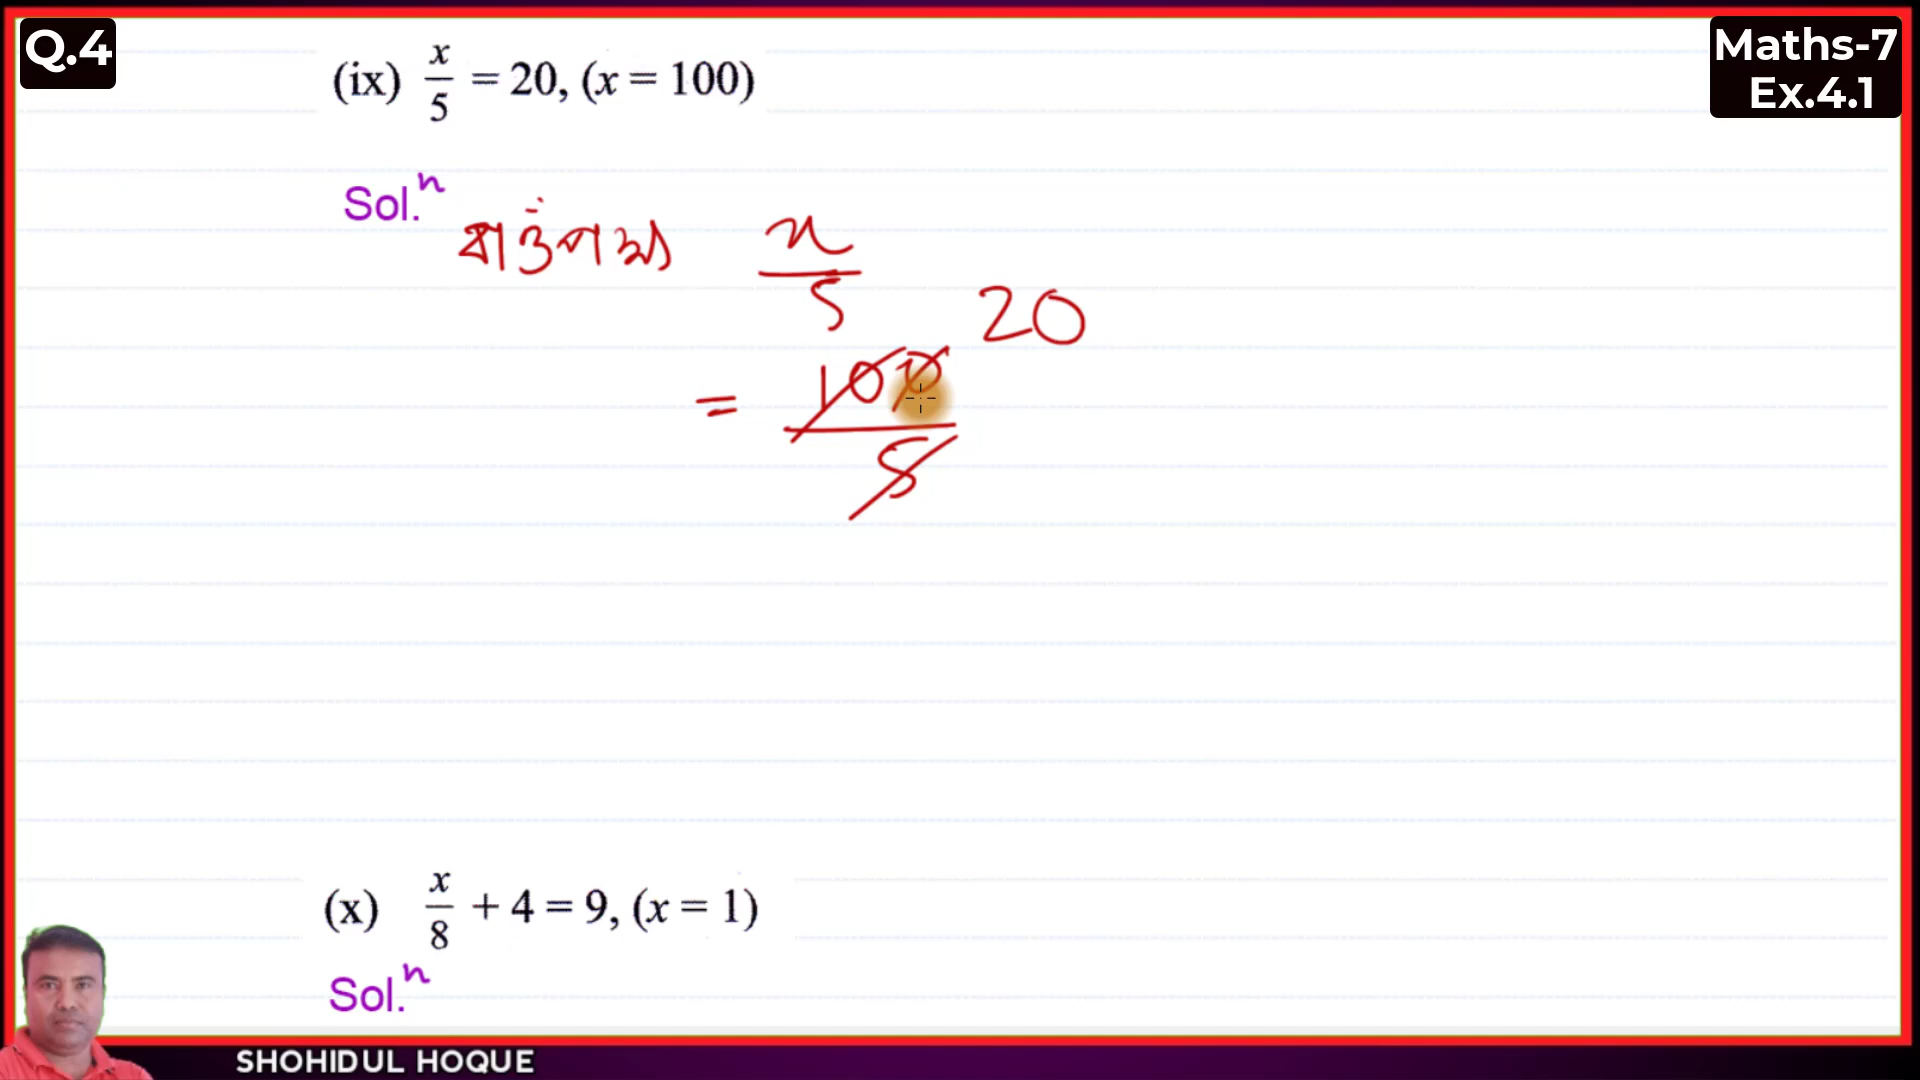 Q.4
Maths-7
Ex.4.1
(ix) x/5 = 20, (x = 100)
Sol.ⁿ
বাওঁপক্ষ x/5
= 100/5 20
(x) x/8 + 4 = 9, (x = 1)
Sol.ⁿ
SHOHIDUL HOQUE